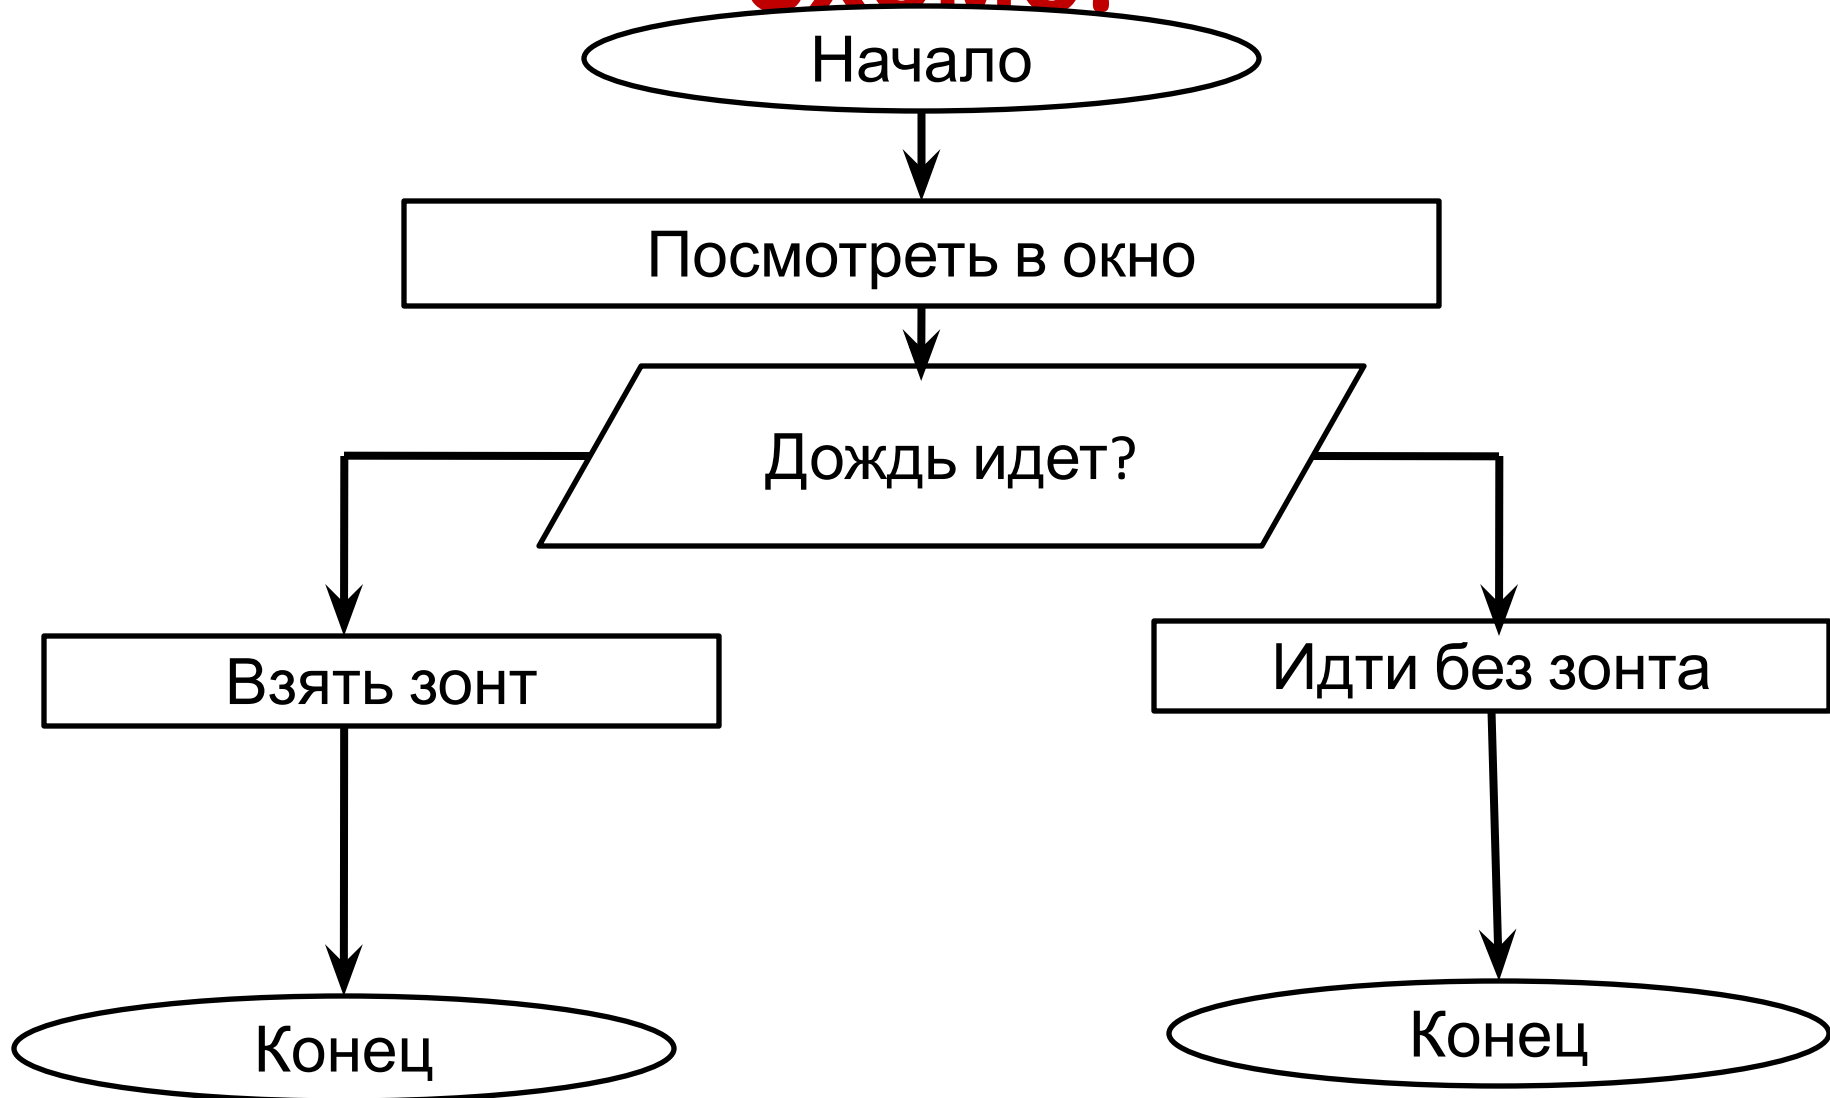 Начало
Посмотреть в окно
Дождь идет?
Взять зонт
Идти без зонта
Конец
Конец